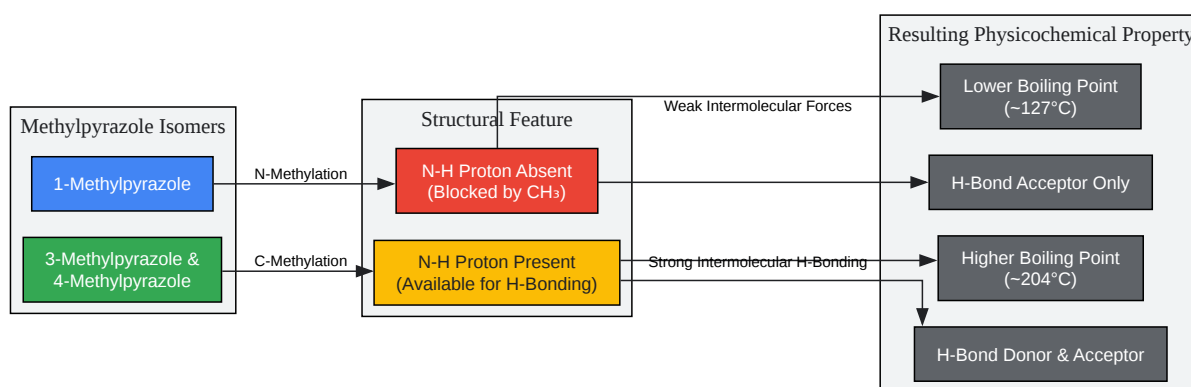 Methylpyrazole Isomers
1-Methylpyrazole
3-Methylpyrazole &
4-Methylpyrazole
N-Methylation
C-Methylation
Structural Feature
N-H Proton Absent
(Blocked by CH₃)
N-H Proton Present
(Available for H-Bonding)
Weak Intermolecular Forces
Strong Intermolecular H-Bonding
Resulting Physicochemical Property
Lower Boiling Point
(~127°C)
H-Bond Acceptor Only
Higher Boiling Point
(~204°C)
H-Bond Donor & Acceptor